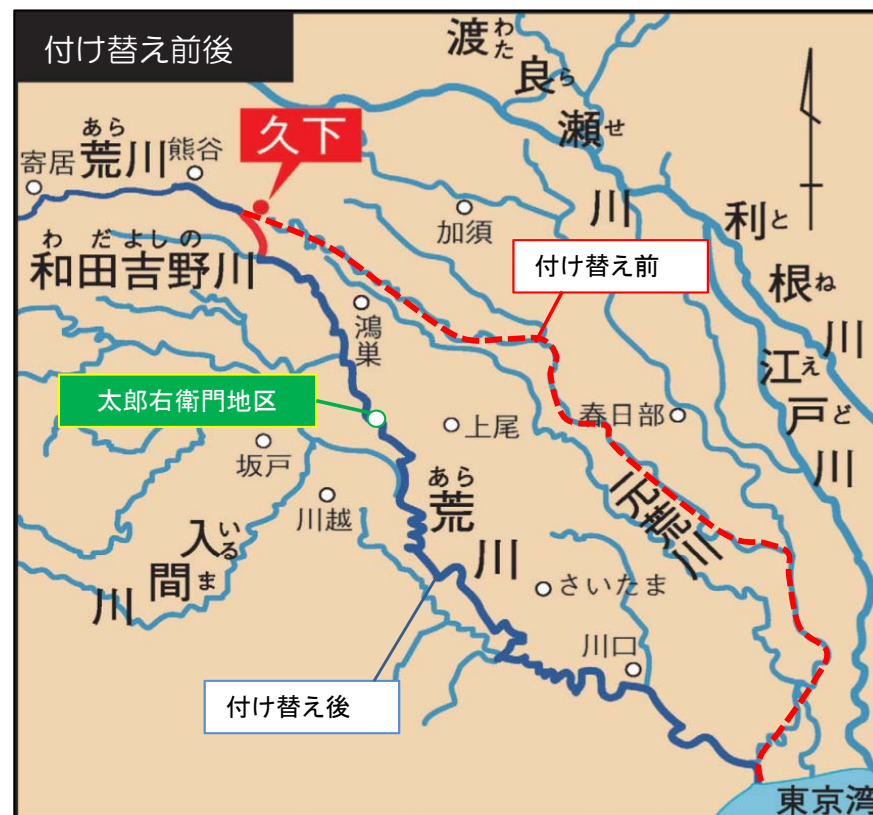 付け替え前後
渡良瀬川
わた
ら
せ
荒川
あら
熊谷
寄居
久下
加須
利根川
と
ね
和田吉野川
わだよしの
付け替え前
鴻巣
江戸川
え
ど
太郎右衛門地区
上尾
春日部
坂戸
荒川
あら
元荒川
川越
入間川
いる
ま
さいたま
川口
付け替え後
東京湾